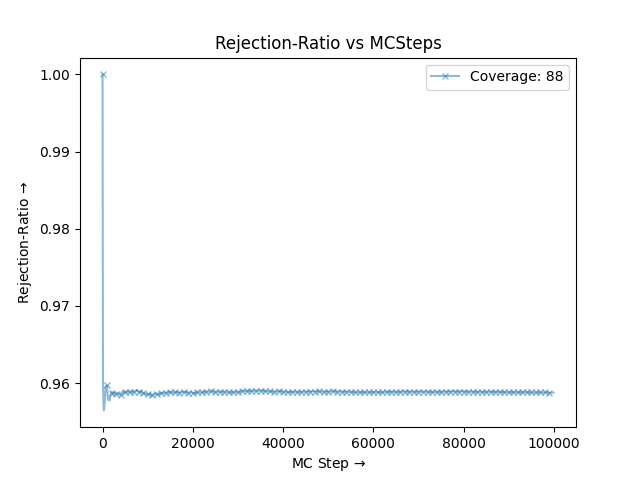 Rejection-Ratio vs MCSteps
Coverage: 88
1.00
0.99
0.98
0.97
0.96
Rejection-Ratio →
0 20000 40000 60000 80000 100000
MC Step →